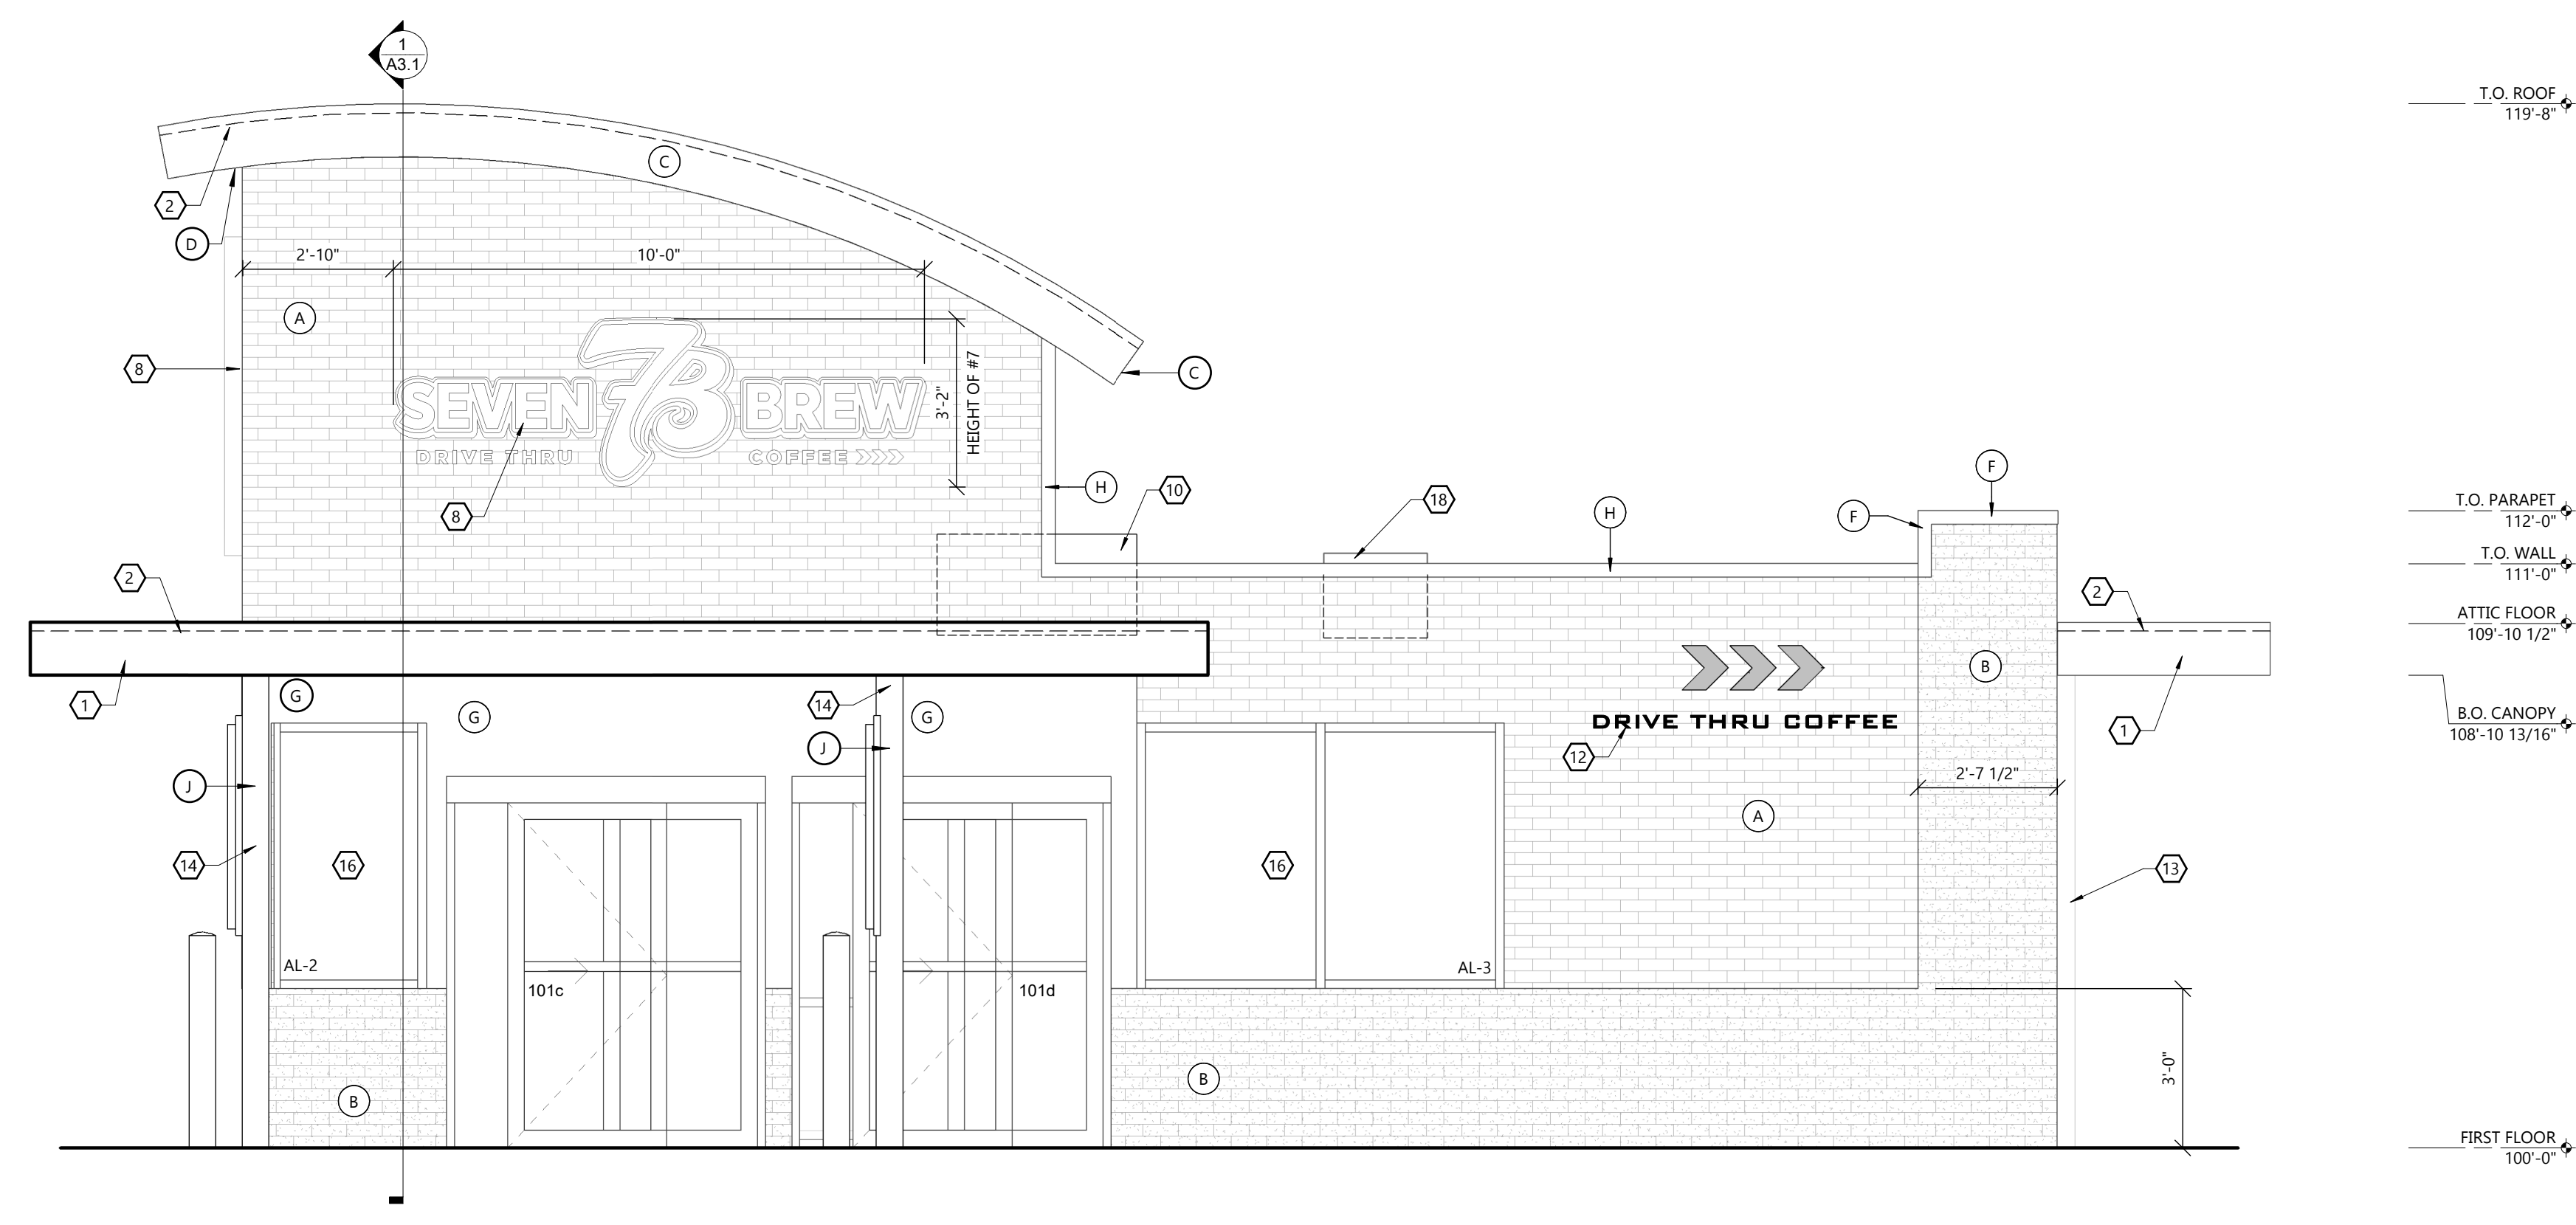 1
A3.1
T.O. ROOF
119'-8"
C
2
D
2'-10"
10'-0"
A
8
C
7B
SEVEN BREW
DRIVE THRU COFFEE
3'-2"
HEIGHT OF #7
8
H
10
18
H
F
F
T.O. PARAPET
112'-0"
T.O. WALL
111'-0"
2
2
ATTIC FLOOR
109'-10 1/2"
1
G
G
14
G
J
B
1
B.O. CANOPY
108'-10 13/16"
DRIVE THRU COFFEE
12
2'-7 1/2"
J
A
14
16
16
13
AL-2
AL-3
101c
101d
B
B
3'-0"
FIRST FLOOR
100'-0"